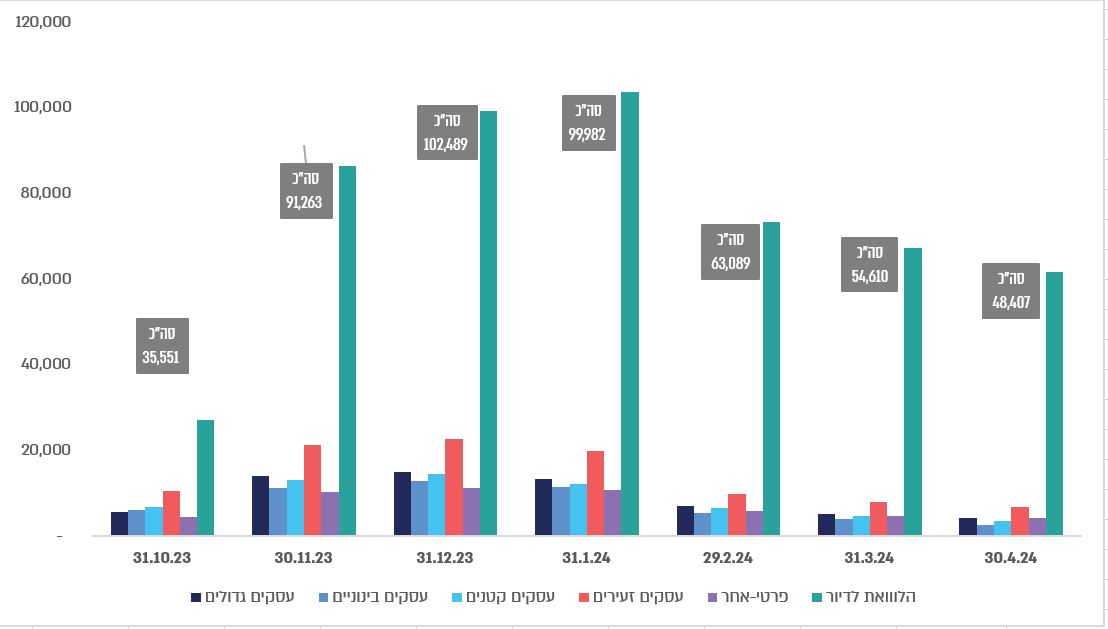 120,000
100,000
80,000
60,000
40,000
20,000
-
סה"כ
35,551
סה"כ
91,263
סה"כ
102,489
סה"כ
99,982
סה"כ
63,089
סה"כ
54,610
סה"כ
48,407
31.10.23 30.11.23 31.12.23 31.1.24 29.2.24 31.3.24 30.4.24
עסקים גדולים עסקים בינוניים עסקים קטנים עסקים זעירים פרטי-אחר הלוואת לדיור